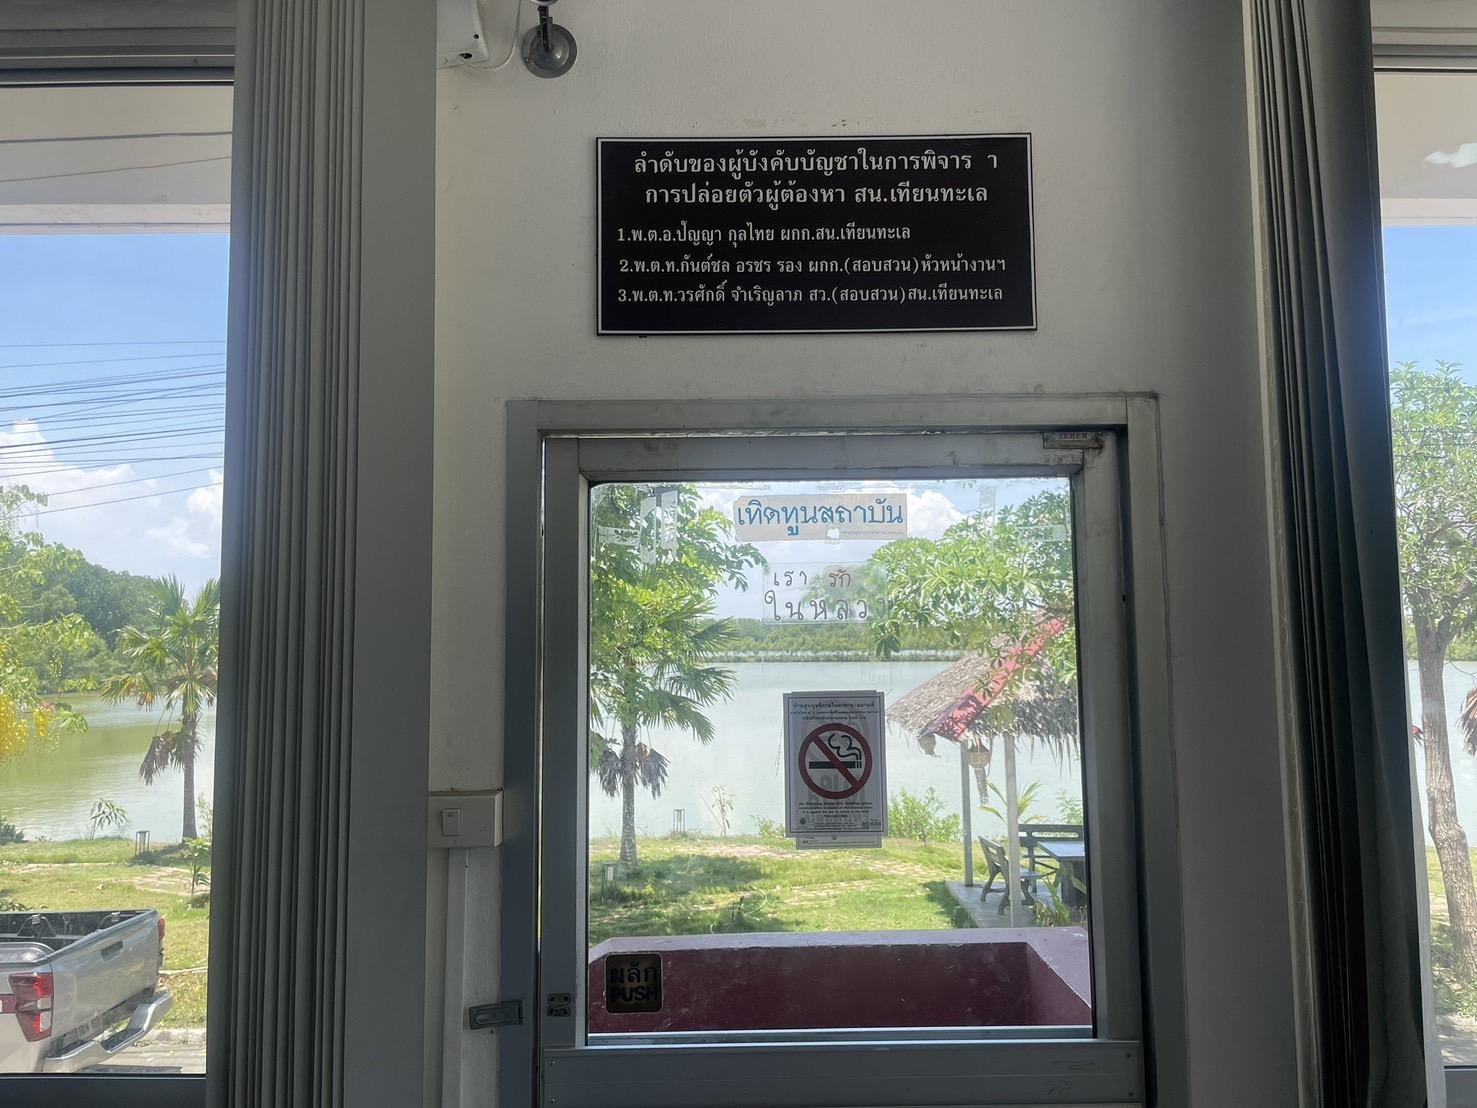 ลำดับของผู้บังคับบัญชาในการพิจาร า
การปล่อยตัวผู้ต้องหา สน.เทียนทะเล
1.พ.ต.อ.ปัญญา กุลไทย ผกก.สน.เทียนทะเล
2.พ.ต.ท.กันต์ชล อรชร รอง ผกก.(สอบสวน)หัวหน้างานฯ
3.พ.ต.ท.วรศักดิ์ จำเริญลาภ สว.(สอบสวน)สน.เทียนทะเล
ZEKER
เทิดทูนสถาบัน
เรา รัก
ในหลวง
ผลัก
PUSH